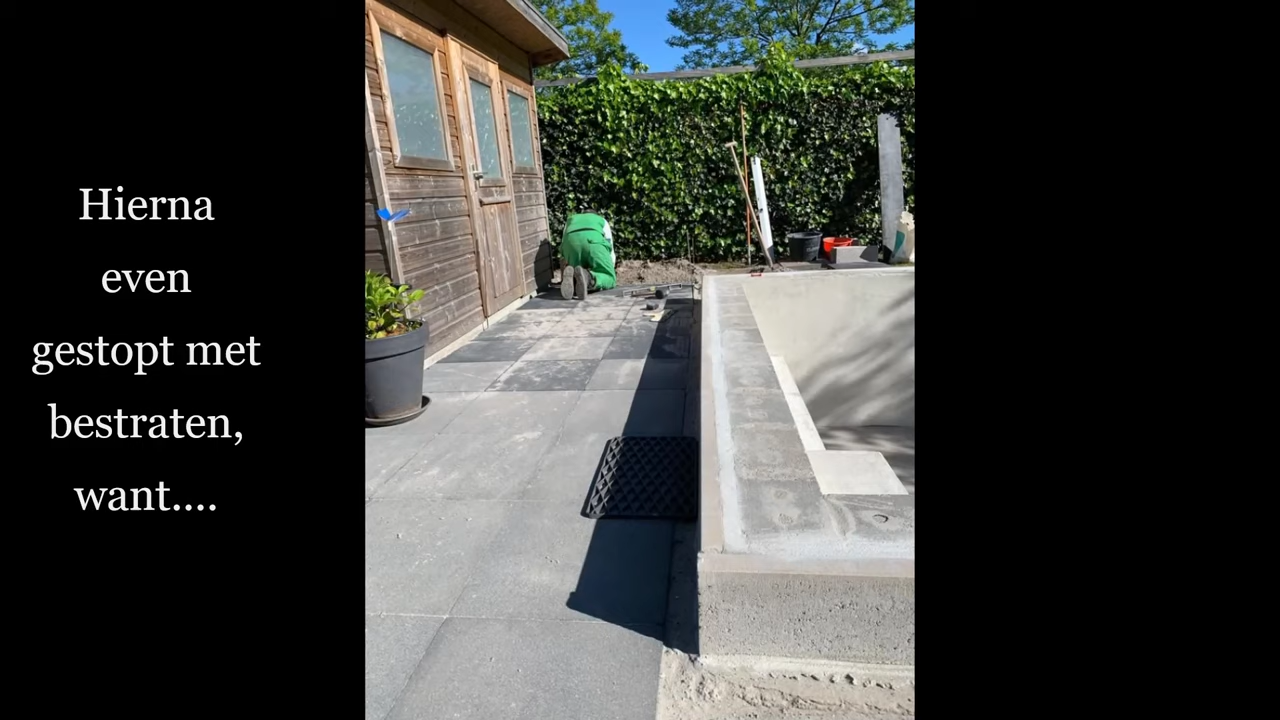 Hierna
even
gestopt met
bestraten,
want....